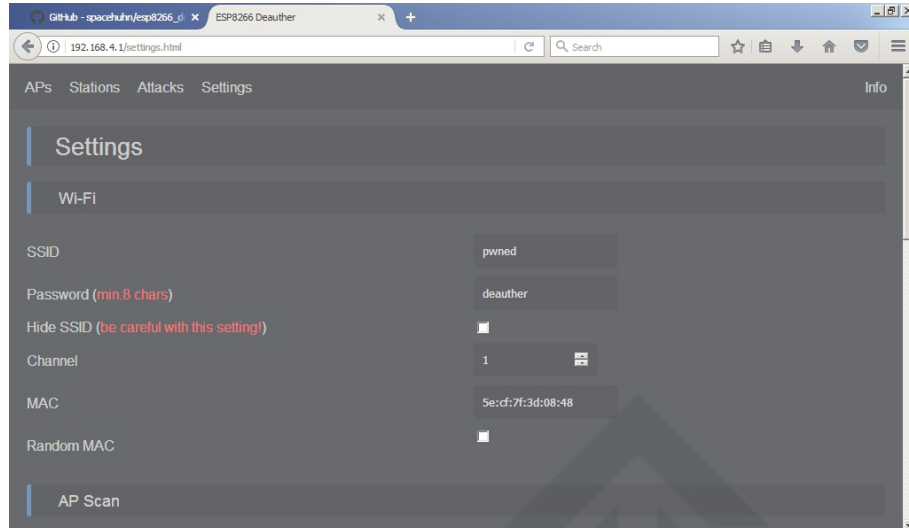 GitHub - spacehuhn/esp8266_d
ESP8266 Deauther
192.168.4.1/settings.html
Search
APs Stations Attacks Settings Info
Settings
Wi-Fi
SSID pwned
Password (min.8 chars) deauther
Hide SSID (be careful with this setting!)
Channel 1
MAC 5e:cf:7f:3d:08:48
Random MAC
AP Scan